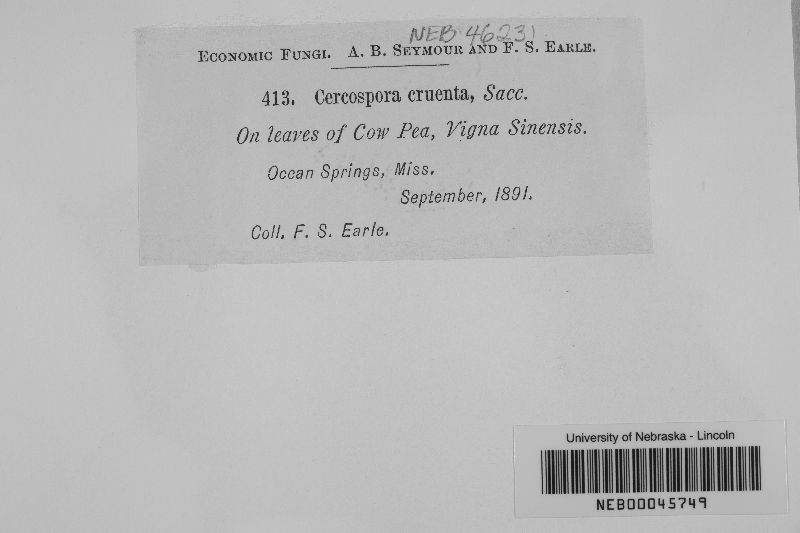 NEB 46231
ECONOMIC FUNGI. A. B. SEYMOUR AND F. S. EARLE.
413. Cercospora cruenta, Sacc.
On leaves of Cow Pea, Vigna Sinensis.
Ocean Springs, Miss.
September, 1891.
Coll. F. S. Earle.
University of Nebraska - Lincoln
NEB00045749